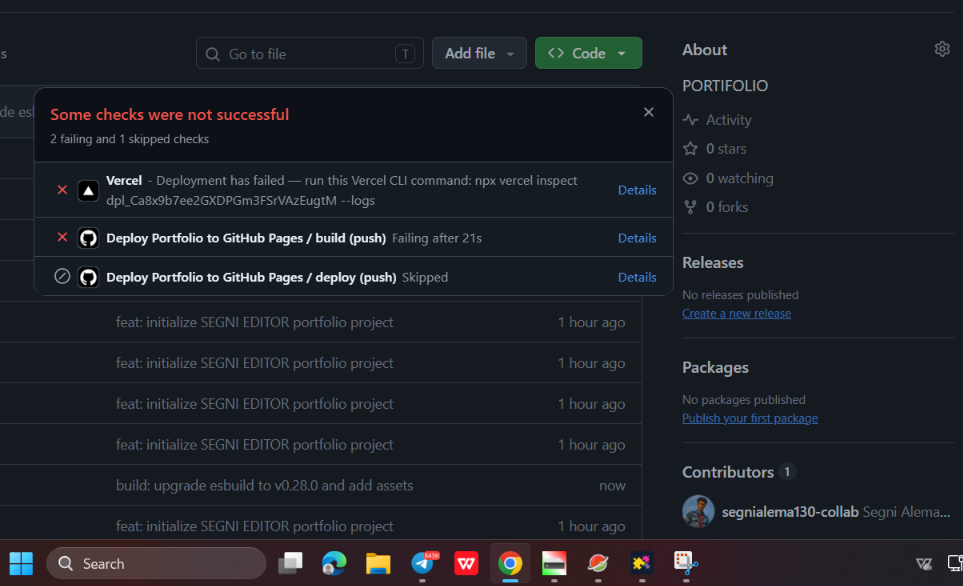 s
Go to file
T
Add file
Code
About
PORTIFOLIO
Activity
0 stars
0 watching
0 forks
de esl
Some checks were not successful
2 failing and 1 skipped checks
Vercel - Deployment has failed — run this Vercel CLI command: npx vercel inspect
dpl_Ca8x9b7ee2GXDPGm3FSrVAzEugtM --logs
Details
Deploy Portfolio to GitHub Pages / build (push) Failing after 21s
Details
Deploy Portfolio to GitHub Pages / deploy (push) Skipped
Details
feat: initialize SEGNI EDITOR portfolio project 1 hour ago
feat: initialize SEGNI EDITOR portfolio project 1 hour ago
feat: initialize SEGNI EDITOR portfolio project 1 hour ago
feat: initialize SEGNI EDITOR portfolio project 1 hour ago
build: upgrade esbuild to v0.28.0 and add assets now
feat: initialize SEGNI EDITOR portfolio project 1 hour ago
Releases
No releases published
Create a new release
Packages
No packages published
Publish your first package
Contributors 1
segnialema130-collab Segni Alema...
Search